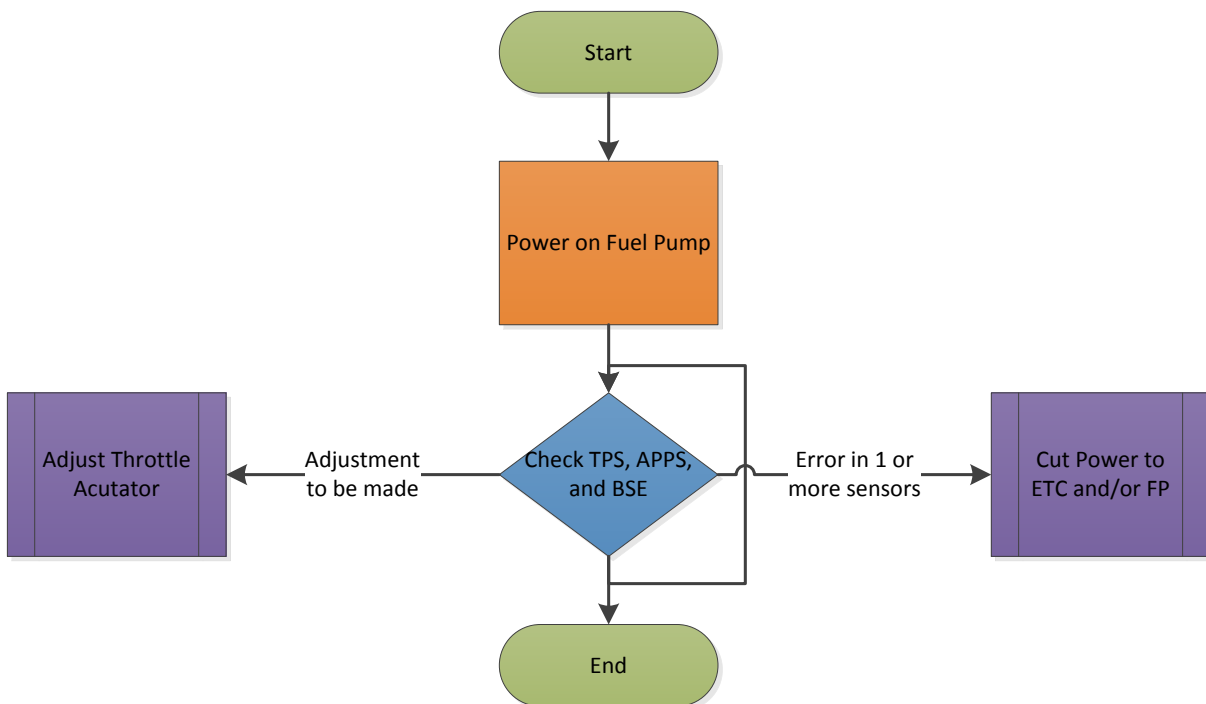 Start
Power on Fuel Pump
Adjust Throttle
Acutator
Adjustment
to be made
Check TPS, APPS,
and BSE
Error in 1 or
more sensors
Cut Power to
ETC and/or FP
End